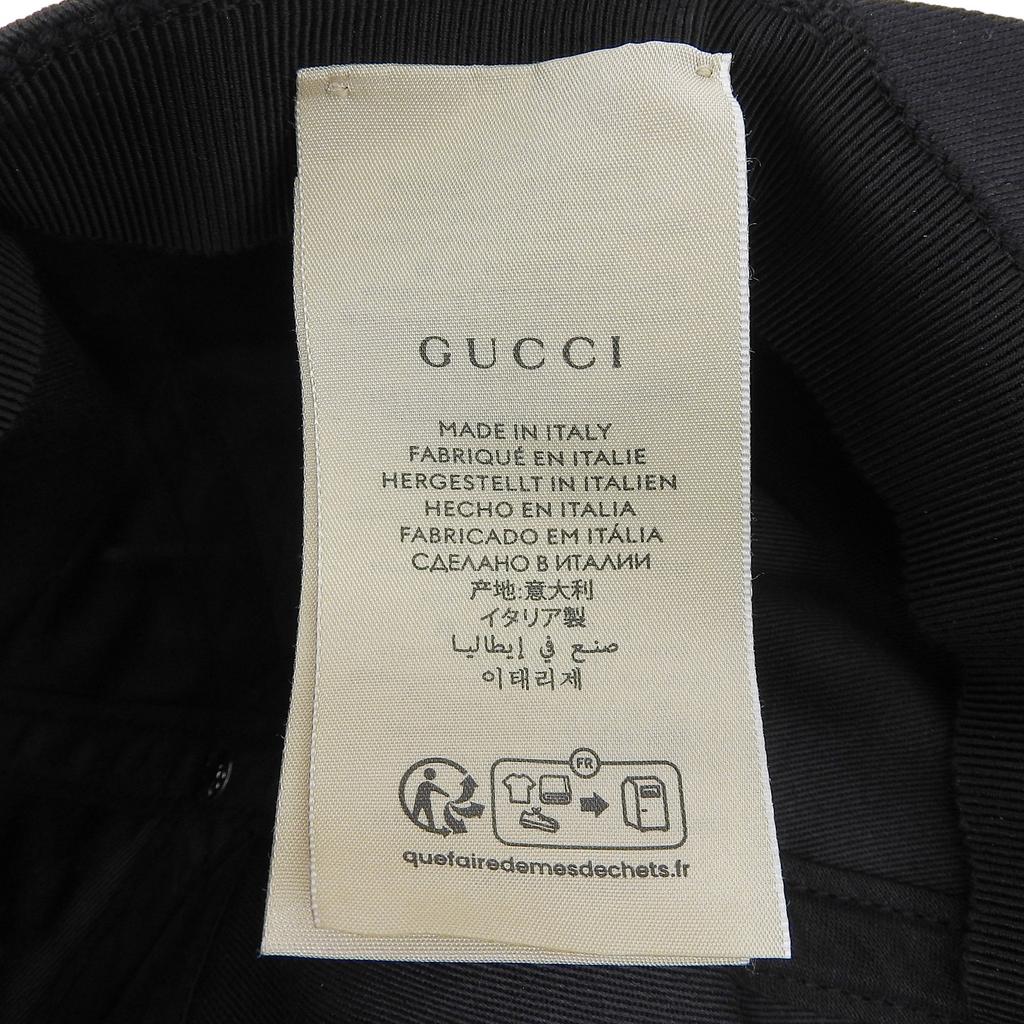 GUCCI
MADE IN ITALY
FABRIQUÉ EN ITALIE
HERGESTELLT IN ITALIEN
HECHO EN ITALIA
FABRICADO EM ITÁLIA
СДЕЛАНО В ИТАЛИИ
产地:意大利
イタリア製
صنع في إيطاليا
이태리제
FR
quefairedemesdechets.fr